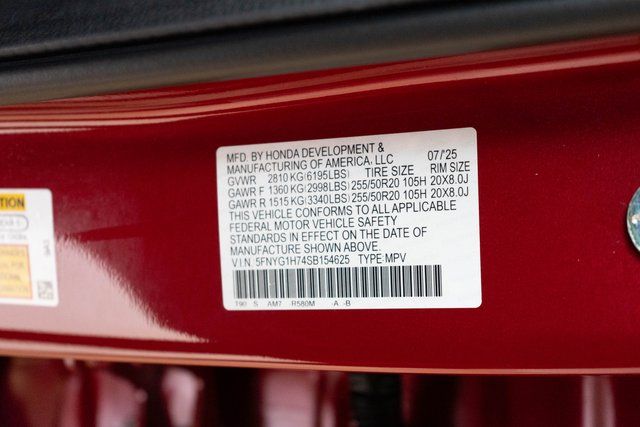 MFD. BY HONDA DEVELOPMENT &
MANUFACTURING OF AMERICA, LLC 07/'25
GVWR 2810 KG (6195LBS) TIRE SIZE RIM SIZE
GAWR F 1360 KG (2998LBS) 255/50R20 105H 20X8.0J
GAWR R 1515 KG (3340LBS) 255/50R20 105H 20X8.0J
THIS VEHICLE CONFORMS TO ALL APPLICABLE
FEDERAL MOTOR VEHICLE SAFETY
STANDARDS IN EFFECT ON THE DATE OF
MANUFACTURE SHOWN ABOVE.
V.I.N. 5FNYG1H74SB154625 TYPE MPV
T90 S AM7 R580M -A -B
TION